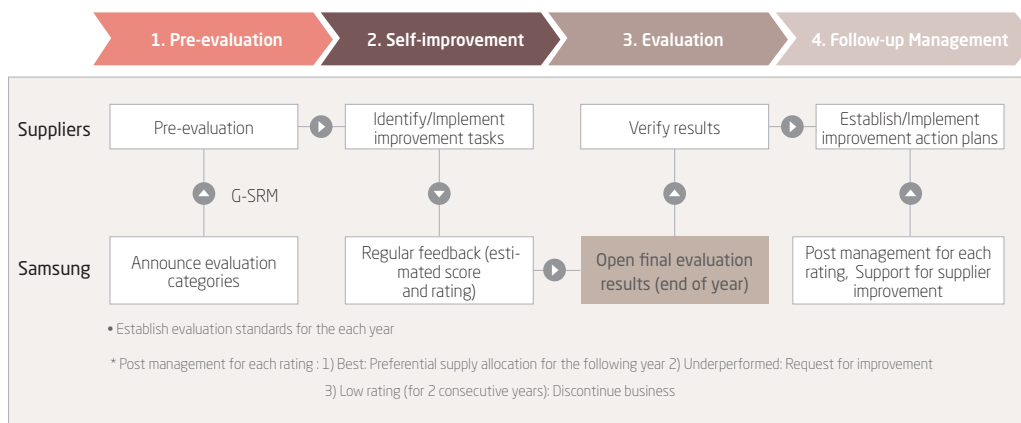 1. Pre-evaluation
2. Self-improvement
3. Evaluation
4. Follow-up Management
Suppliers
Pre-evaluation
Identify/Implement
improvement tasks
Verify results
Establish/Implement
improvement action plans
G-SRM
Samsung
Announce evaluation
categories
Regular feedback (esti-
mated score
and rating)
Open final evaluation
results (end of year)
Post management for each
rating, Support for supplier
improvement
• Establish evaluation standards for the each year
* Post management for each rating : 1) Best: Preferential supply allocation for the following year 2) Underperformed: Request for improvement
3) Low rating (for 2 consecutive years): Discontinue business